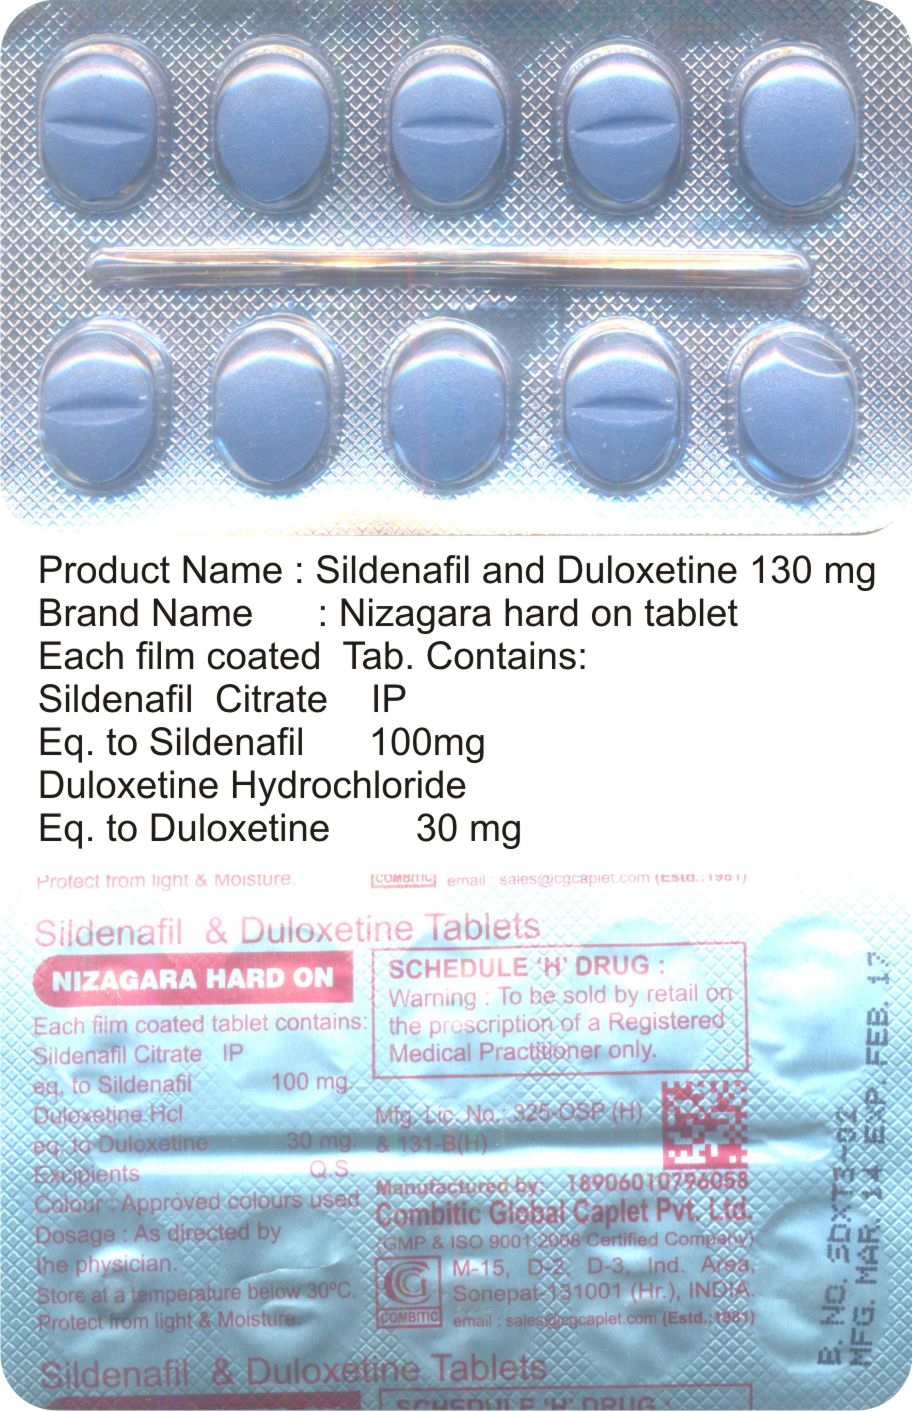 Product Name : Sildenafil and Duloxetine 130 mg
Brand Name : Nizagara hard on tablet
Each film coated Tab. Contains:
Sildenafil Citrate IP
Eq. to Sildenafil 100mg
Duloxetine Hydrochloride
Eq. to Duloxetine 30 mg
Protect from light & Moisture.
COMBITIC email : sales@cgcaplet.com (Estd.:1981)
Sildenafil & Duloxetine Tablets
NIZAGARA HARD ON
Each film coated tablet contains:
Sildenafil Citrate IP
eq. to Sildenafil 100 mg.
Duloxetine Hcl
eq. to Duloxetine 30 mg.
Excipients Q.S.
Colour : Approved colours used
Dosage : As directed by
the physician.
Store at a temperature below 30ºC.
Protect from light & Moisture.
SCHEDULE 'H' DRUG :
Warning : To be sold by retail on
the prescription of a Registered
Medical Practitioner only.
Mfg. Lic. No.: 325-OSP (H)
& 131-B(H)
Manufactured by: 18906010796058
Combitic Global Caplet Pvt. Ltd.
(GMP & ISO 9001:2008 Certified Company)
M-15, D-2, D-3, Ind. Area,
Sonepat-131001 (Hr.), INDIA.
COMBITIC email : sales@cgcaplet.com (Estd.:1981)
B. NO. SDXT3-02
MFG. MAR. 14 EXP. FEB. 17
Sildenafil & Duloxetine Tablets
SCHEDULE 'H' DRUG :